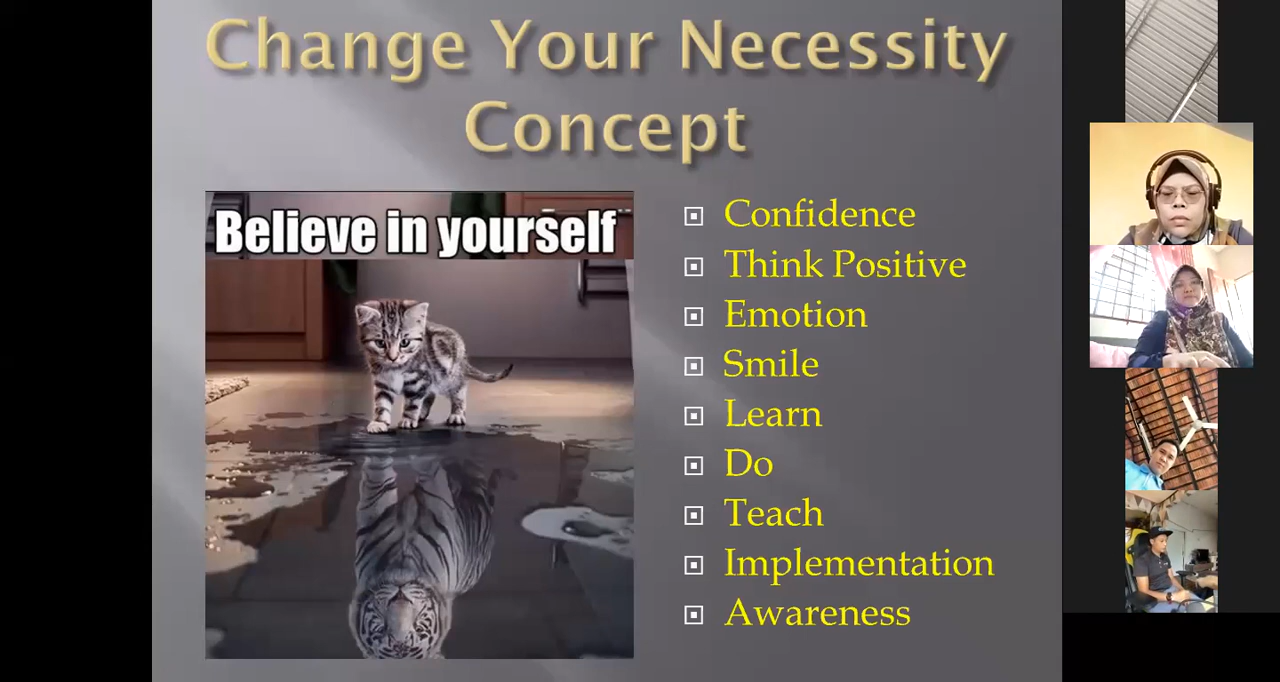 Change Your Necessity
Concept
Believe in yourself
Confidence
Think Positive
Emotion
Smile
Learn
Do
Teach
Implementation
Awareness